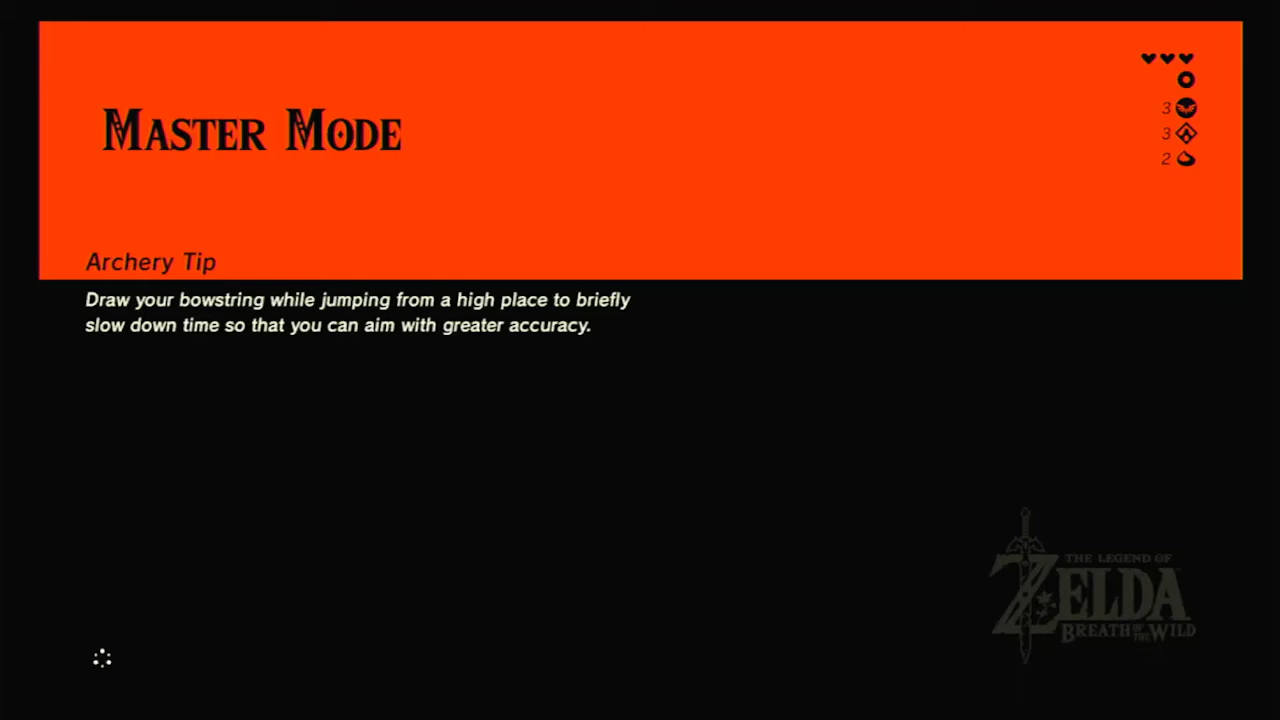 Master Mode
3
3
2
Archery Tip
Draw your bowstring while jumping from a high place to briefly
slow down time so that you can aim with greater accuracy.
THE LEGEND OF
ZELDA
BREATH OF THE WILD